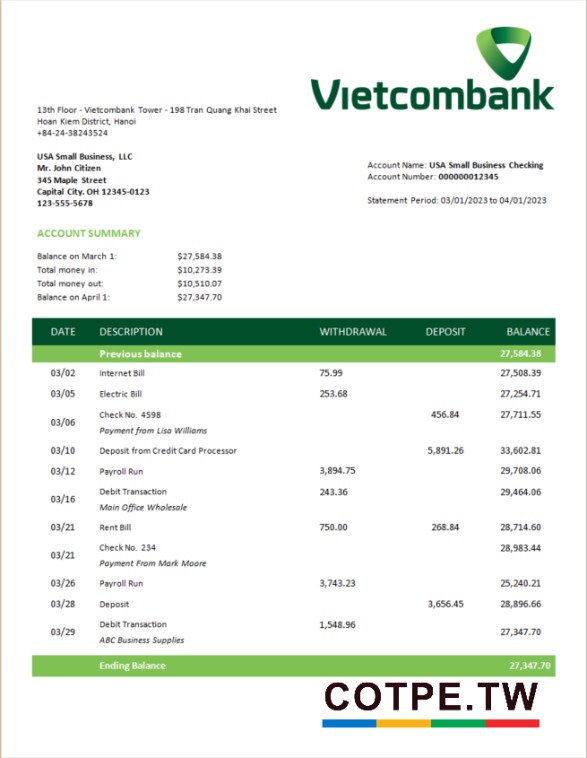 Vietcombank
13th Floor - Vietcombank Tower - 198 Tran Quang Khai Street
Hoan Kiem District, Hanoi
+84-24-38243524
USA Small Business, LLC
Mr. John Citizen
345 Maple Street
Capital City. OH 12345-0123
123-555-5678
Account Name: USA Small Business Checking
Account Number: 000000012345
Statement Period: 03/01/2023 to 04/01/2023
ACCOUNT SUMMARY
Balance on March 1: $27,584.38
Total money in: $10,273.39
Total money out: $10,510.07
Balance on April 1: $27,347.70
DATE DESCRIPTION WITHDRAWAL DEPOSIT BALANCE
Previous balance 27,584.38
03/02 Internet Bill 75.99 27,508.39
03/05 Electric Bill 253.68 27,254.71
03/06 Check No. 4598 456.84 27,711.55
Payment from Lisa Williams
03/10 Deposit from Credit Card Processor 5,891.26 33,602.81
03/12 Payroll Run 3,894.75 29,708.06
03/16 Debit Transaction 243.36 29,464.06
Main Office Wholesale
03/21 Rent Bill 750.00 268.84 28,714.60
03/21 Check No. 234 28,983.44
Payment From Mark Moore
03/26 Payroll Run 3,743.23 25,240.21
03/28 Deposit 3,656.45 28,896.66
03/29 Debit Transaction 1,548.96 27,347.70
ABC Business Supplies
Ending Balance 27,347.70
COTPE.TW